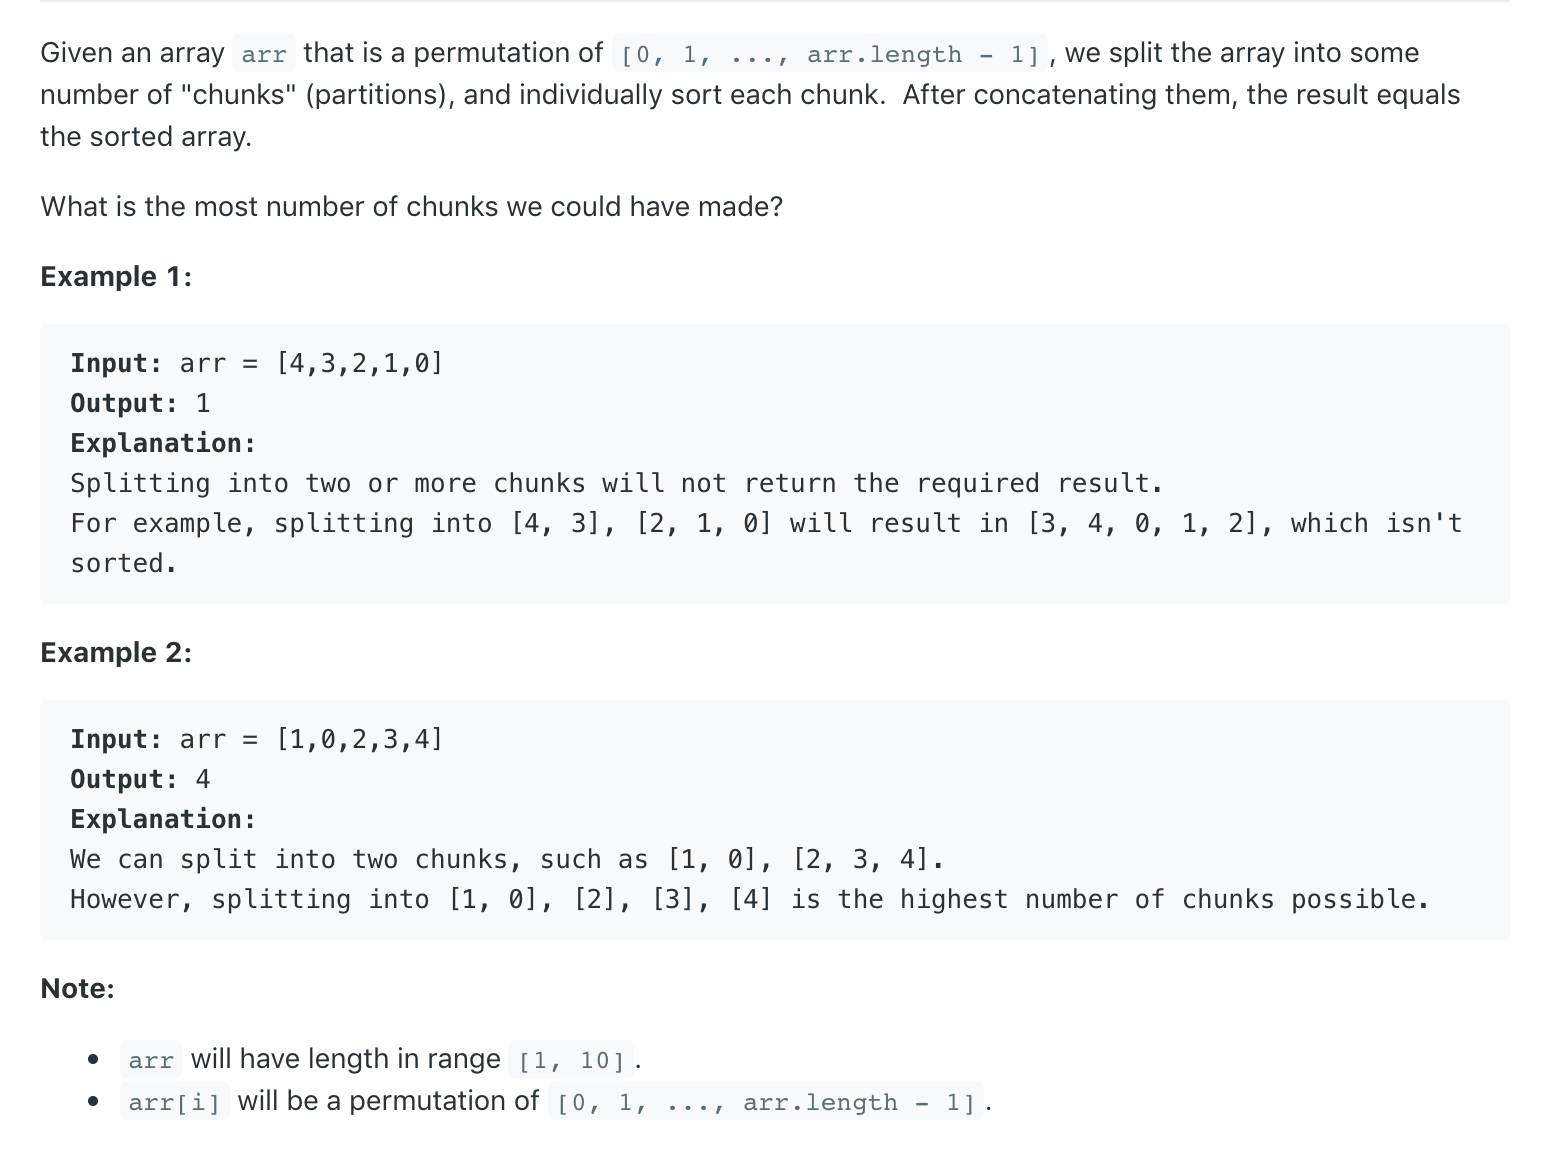 Given an array arr that is a permutation of [0, 1, ..., arr.length - 1], we split the array into some
number of "chunks" (partitions), and individually sort each chunk.  After concatenating them, the result equals
the sorted array.
What is the most number of chunks we could have made?
Example 1:
Input: arr = [4,3,2,1,0]
Output: 1
Explanation:
Splitting into two or more chunks will not return the required result.
For example, splitting into [4, 3], [2, 1, 0] will result in [3, 4, 0, 1, 2], which isn't
sorted.
Example 2:
Input: arr = [1,0,2,3,4]
Output: 4
Explanation:
We can split into two chunks, such as [1, 0], [2, 3, 4].
However, splitting into [1, 0], [2], [3], [4] is the highest number of chunks possible.
Note:
• arr will have length in range [1, 10].
• arr[i] will be a permutation of [0, 1, ..., arr.length - 1].